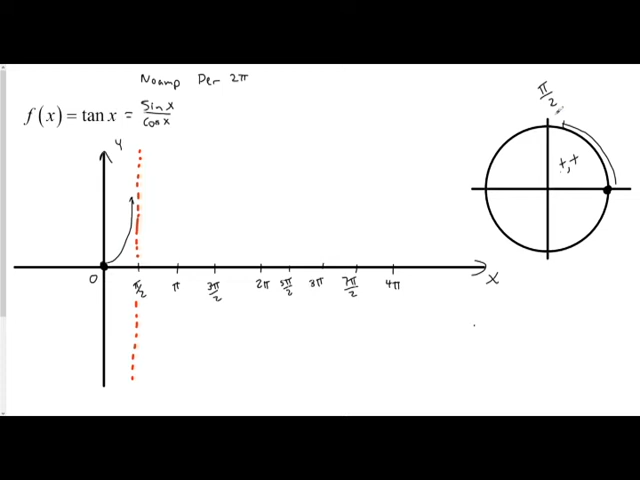 No amp Per 2π
f(x) = tan x = sin x / cos x
π/2
y
+,+
0 π/2 π 3π/2 2π 5π/2 3π 7π/2 4π
x